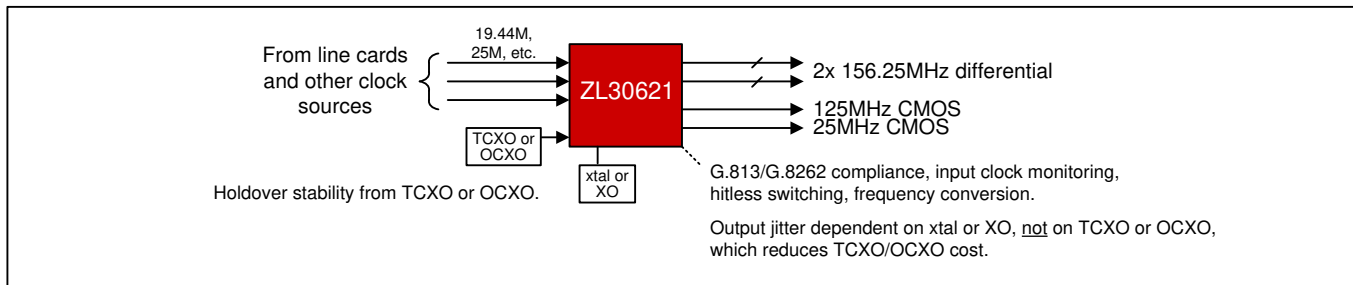 From line cards
and other clock
sources
19.44M,
25M, etc.
ZL30621
2x 156.25MHz differential
125MHz CMOS
25MHz CMOS
TCXO or
OCXO
xtal or
XO
Holdover stability from TCXO or OCXO.
G.813/G.8262 compliance, input clock monitoring,
hitless switching, frequency conversion.
Output jitter dependent on xtal or XO, not on TCXO or OCXO,
which reduces TCXO/OCXO cost.